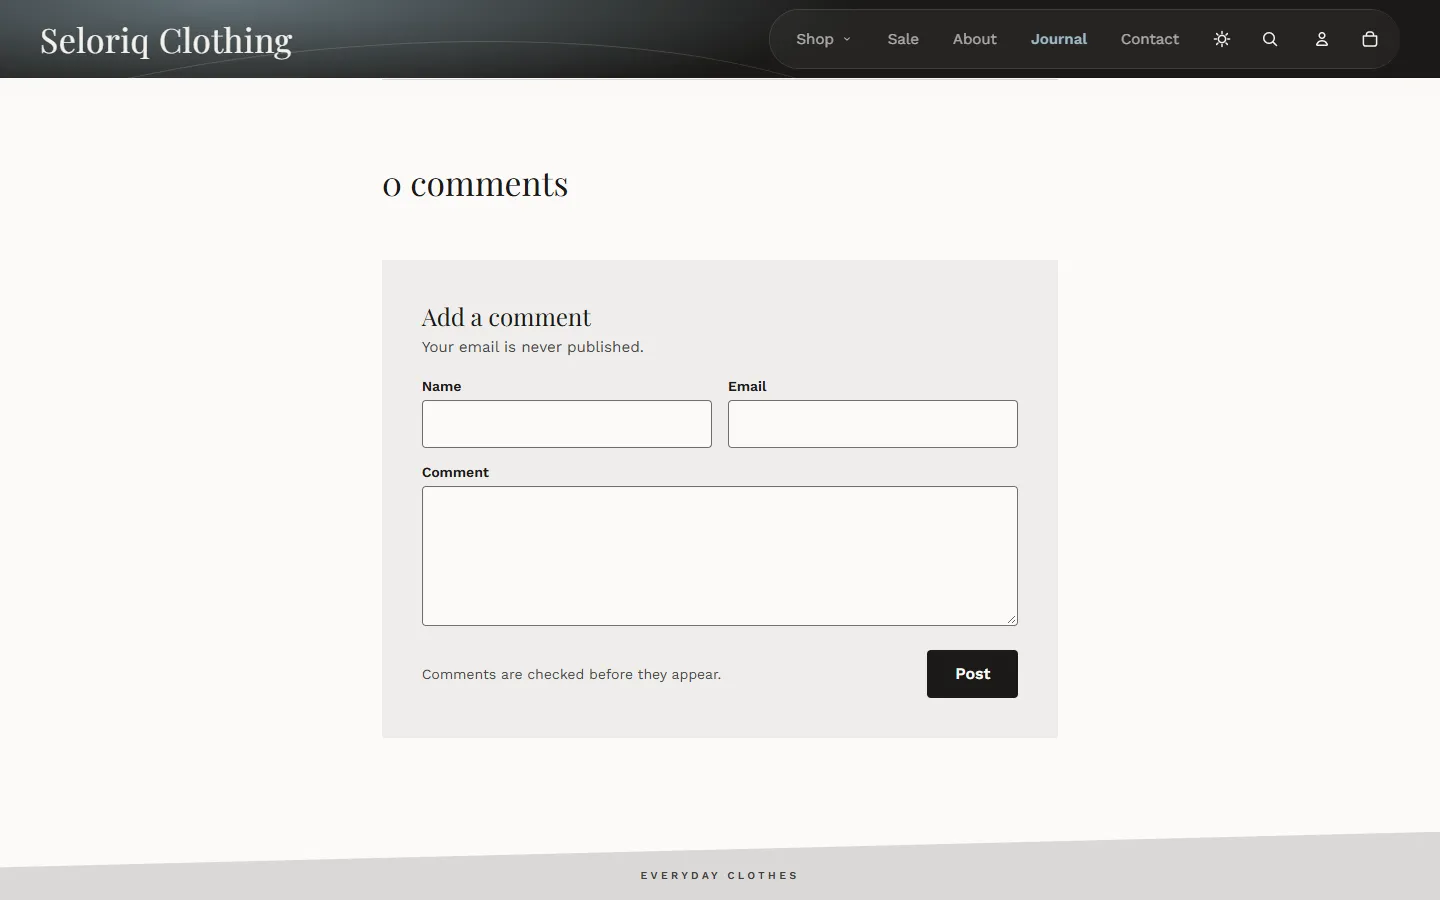 Seloriq Clothing
Shop Sale About Journal Contact
0 comments
Add a comment
Your email is never published.
Name Email
Comment
Comments are checked before they appear. Post
EVERYDAY CLOTHES